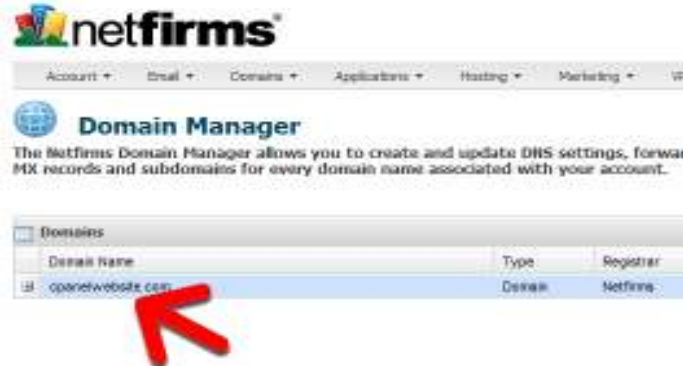 netfirms
Account Email Domains Applications Hosting Marketing
Domain Manager
The Netfirms Domain Manager allows you to create and update DNS settings,
MX records and subdomains for every domain name associated with your account.
Domains
Domain Name Type Registrar
cpanelwebsite.com Domain Netfirms